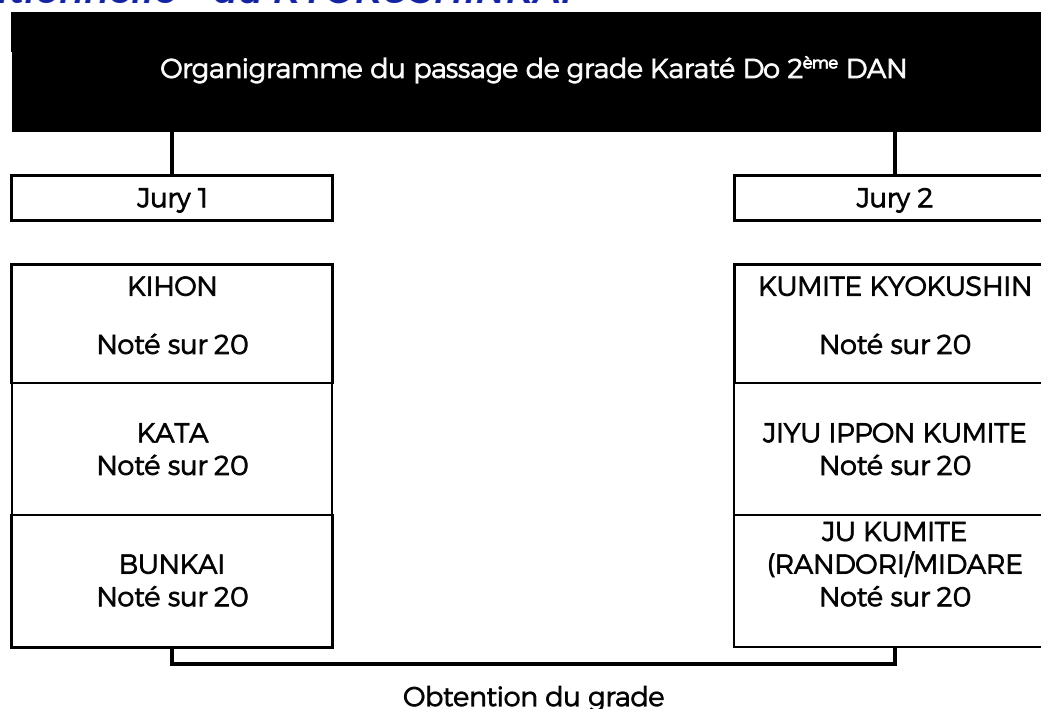 du KYOKUSHINKAI
Organigramme du passage de grade Karaté Do 2ème DAN
Jury 1
KIHON
Noté sur 20
KATA
Noté sur 20
BUNKAI
Noté sur 20
Jury 2
KUMITE KYOKUSHIN
Noté sur 20
JIYU IPPON KUMITE
Noté sur 20
JU KUMITE
(RANDORI/MIDARE
Noté sur 20
Obtention du grade